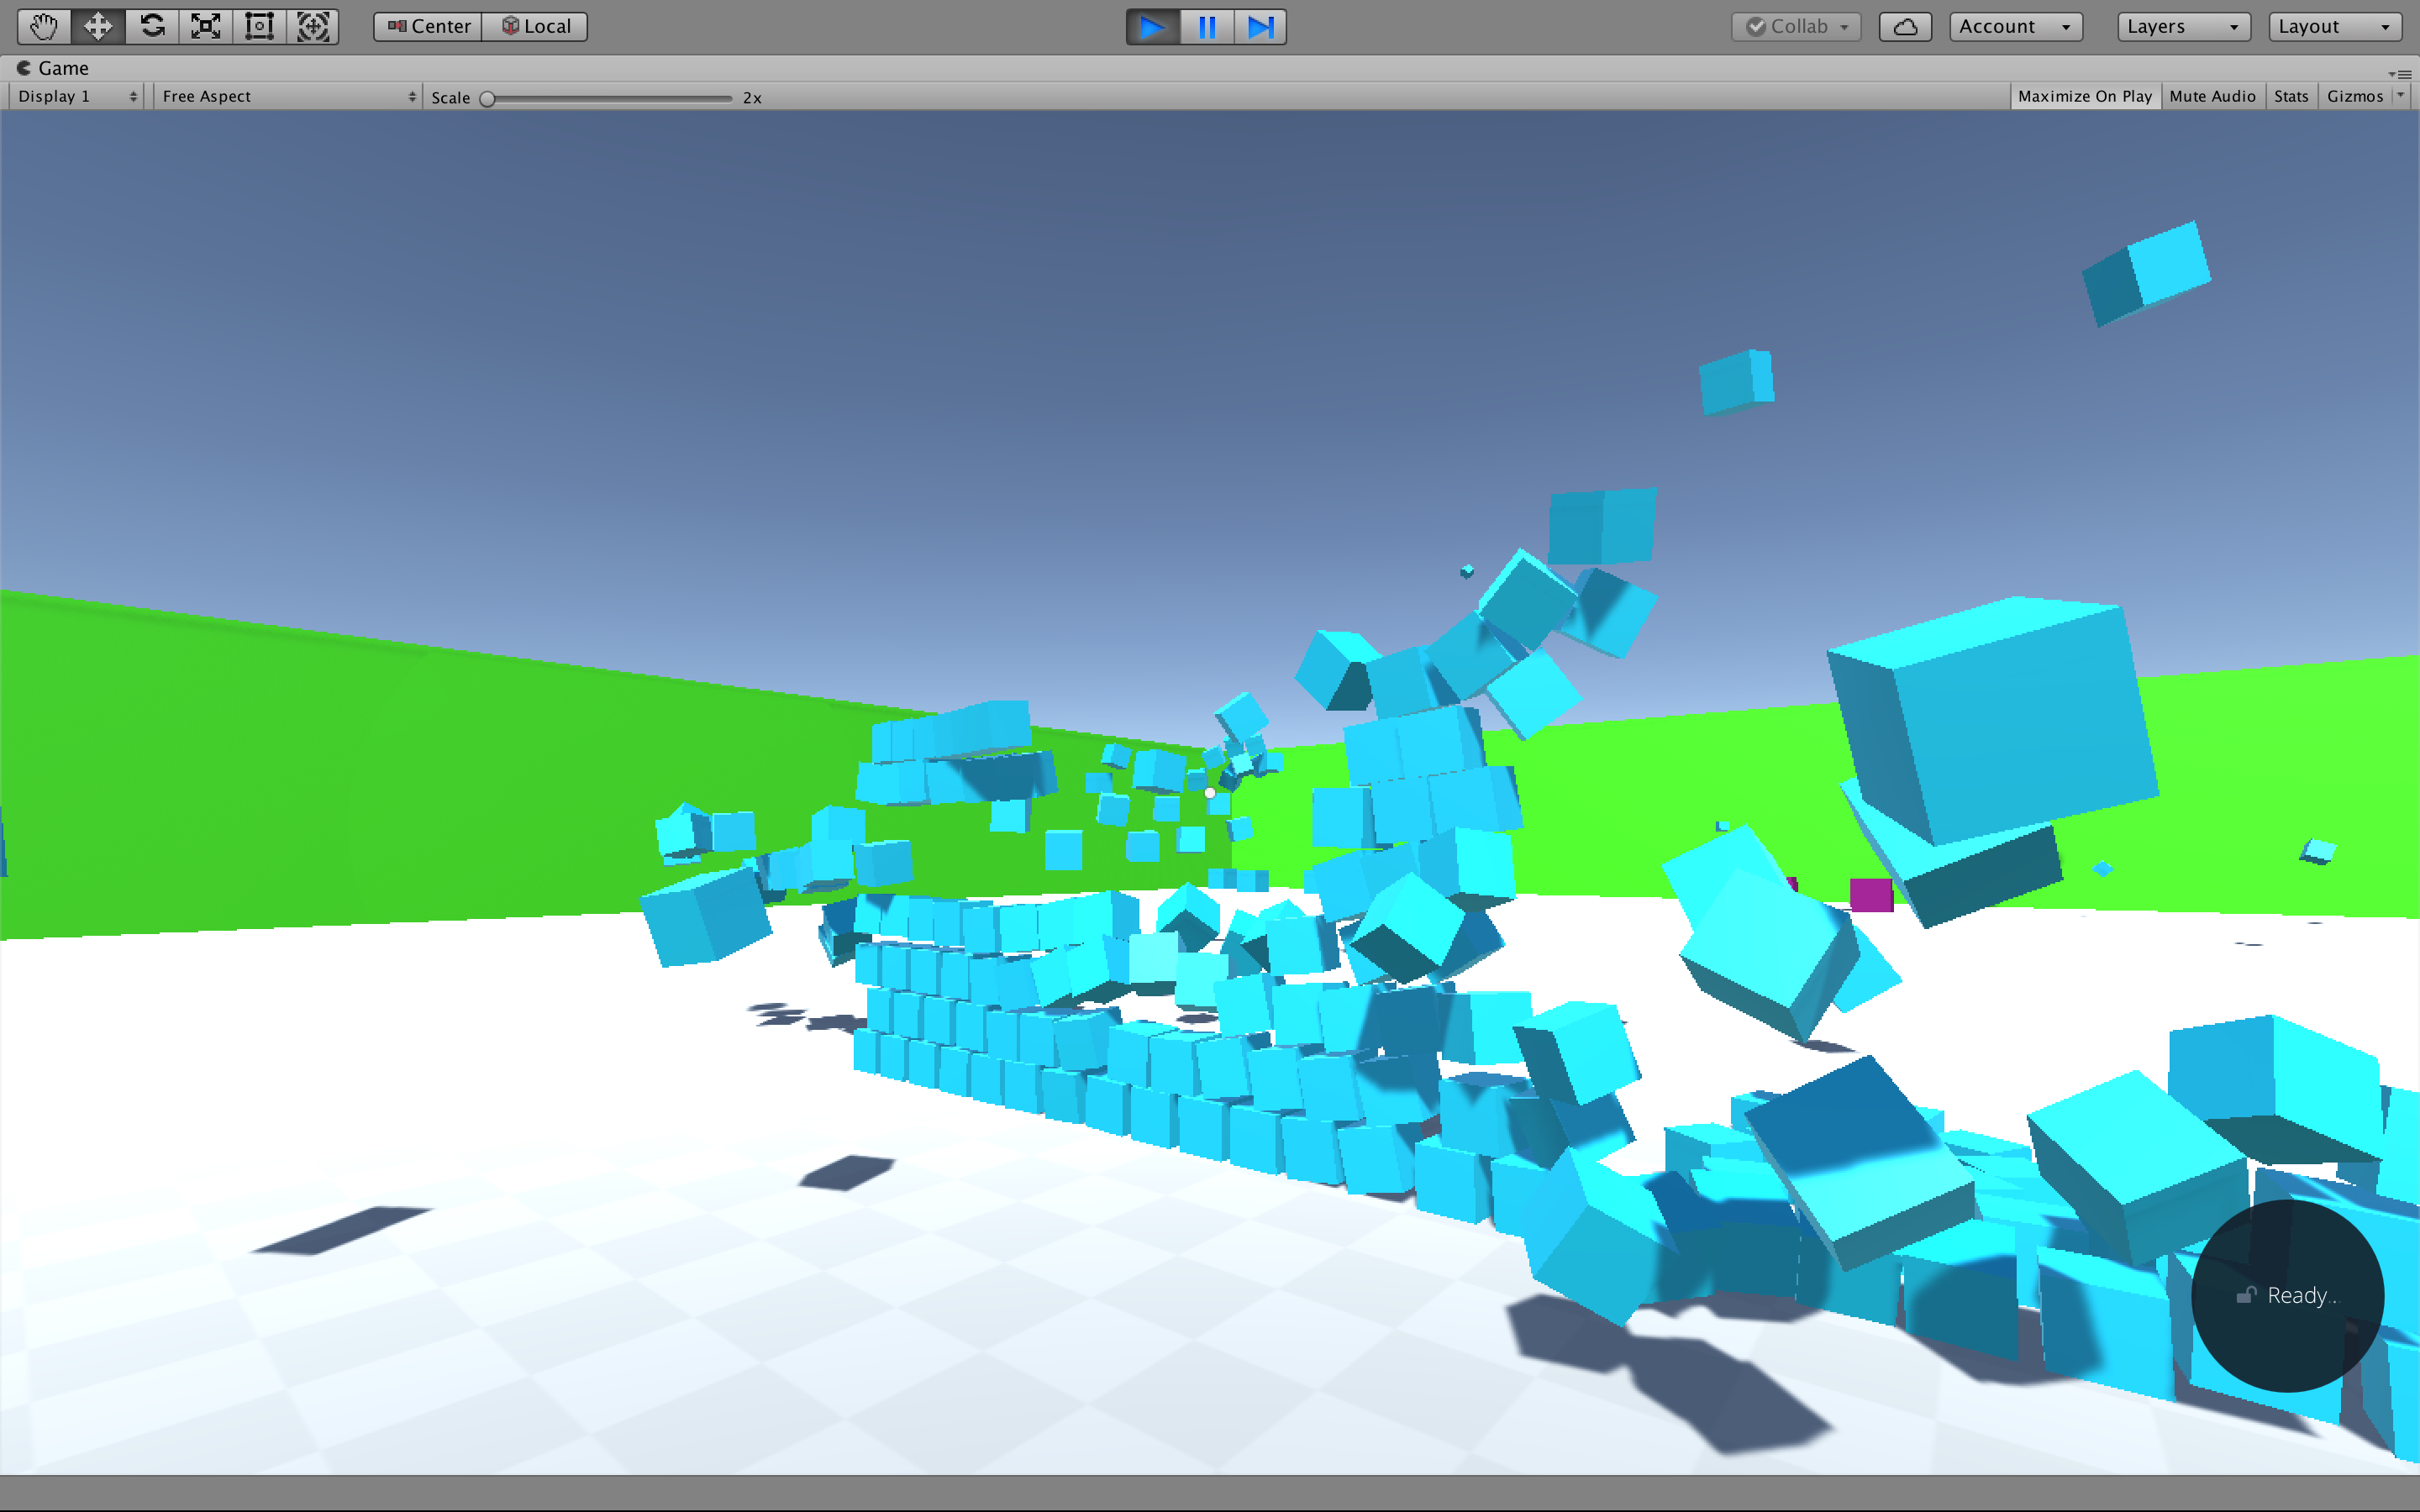 Center Local Collab Account Layers Layout
Game
Display 1 Free Aspect Scale 2x Maximize On Play Mute Audio Stats Gizmos
Ready...